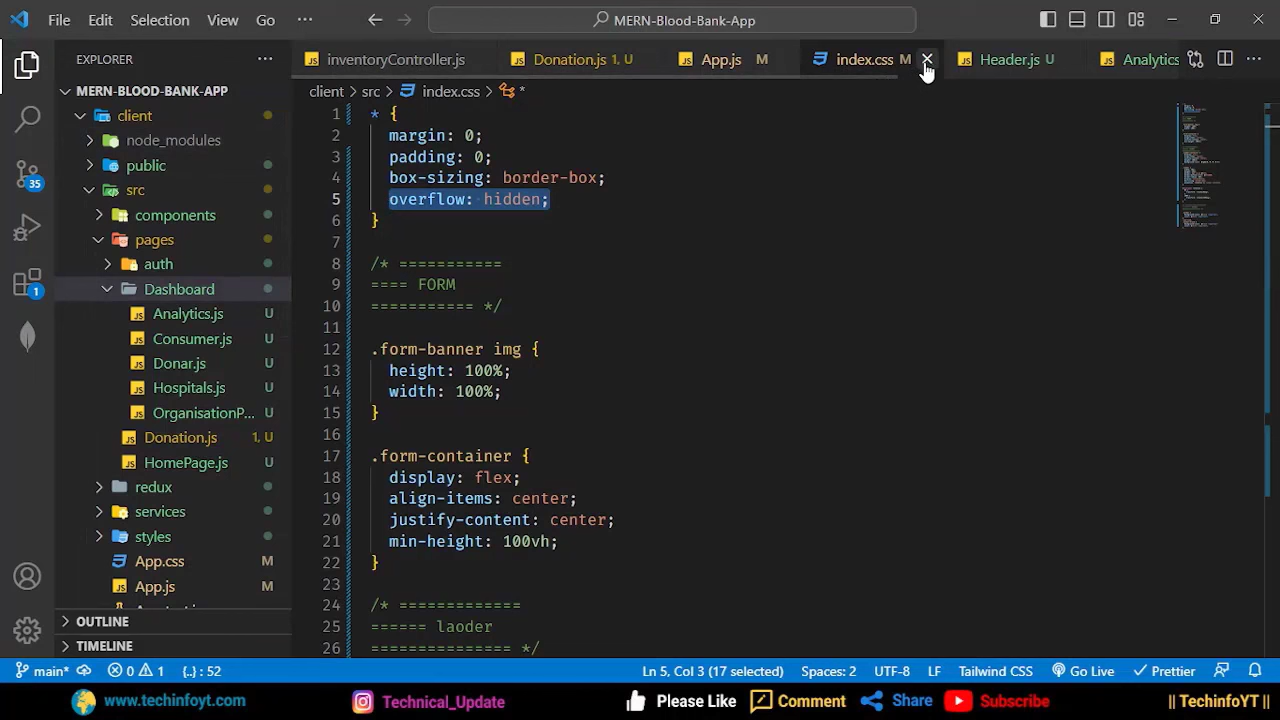 File Edit Selection View Go ··· MERN-Blood-Bank-App
EXPLORER ···
inventoryController.js Donation.js 1, U App.js M index.css M Header.js U Analytics ···
MERN-BLOOD-BANK-APP
client > src > index.css > *
client
node_modules
public
src
components
pages
auth
Dashboard
Analytics.js U
Consumer.js U
Donar.js U
Hospitals.js U
OrganisationP... U
Donation.js 1, U
HomePage.js U
redux
services
styles
App.css M
App.js M
OUTLINE
TIMELINE
35
1
1 * {
2 margin: 0;
3 padding: 0;
4 box-sizing: border-box;
5 overflow: hidden;
6 }
7
8 /* ===========
9 ==== FORM
10 =========== */
11
12 .form-banner img {
13 height: 100%;
14 width: 100%;
15 }
16
17 .form-container {
18 display: flex;
19 align-items: center;
20 justify-content: center;
21 min-height: 100vh;
22 }
23
24 /* =============
25 ====== laoder
26 =============== */
main* 0 1 {..} : 52 Ln 5, Col 3 (17 selected) Spaces: 2 UTF-8 LF Tailwind CSS Go Live Prettier
www.techinfoyt.com Technical_Update Please Like Comment Share Subscribe || TechinfoYT ||